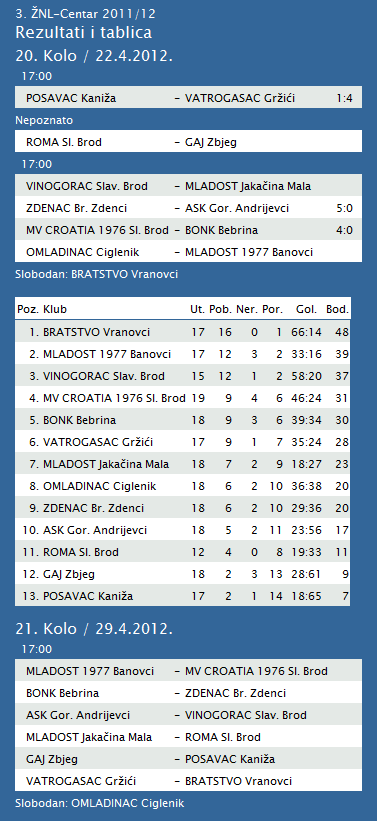 3. ŽNL-Centar 2011/12
Rezultati i tablica
20. Kolo / 22.4.2012.
17:00
POSAVAC Kaniža - VATROGASAC Gržići 1:4
Nepoznato
ROMA Sl. Brod - GAJ Zbjeg
17:00
VINOGORAC Slav. Brod - MLADOST Jakačina Mala
ZDENAC Br. Zdenci - ASK Gor. Andrijevci 5:0
MV CROATIA 1976 Sl. Brod - BONK Bebrina 4:0
OMLADINAC Ciglenik - MLADOST 1977 Banovci
Slobodan: BRATSTVO Vranovci
Poz. Klub Ut. Pob. Ner. Por. Gol. Bod.
1. BRATSTVO Vranovci 17 16 0 1 66:14 48
2. MLADOST 1977 Banovci 17 12 3 2 33:16 39
3. VINOGORAC Slav. Brod 15 12 1 2 58:20 37
4. MV CROATIA 1976 Sl. Brod 19 9 4 6 46:24 31
5. BONK Bebrina 18 9 3 6 39:34 30
6. VATROGASAC Gržići 17 9 1 7 35:24 28
7. MLADOST Jakačina Mala 18 7 2 9 18:27 23
8. OMLADINAC Ciglenik 18 6 2 10 36:38 20
9. ZDENAC Br. Zdenci 18 6 2 10 29:36 20
10. ASK Gor. Andrijevci 18 5 2 11 23:56 17
11. ROMA Sl. Brod 12 4 0 8 19:33 11
12. GAJ Zbjeg 18 2 3 13 28:61 9
13. POSAVAC Kaniža 17 2 1 14 18:65 7
21. Kolo / 29.4.2012.
17:00
MLADOST 1977 Banovci - MV CROATIA 1976 Sl. Brod
BONK Bebrina - ZDENAC Br. Zdenci
ASK Gor. Andrijevci - VINOGORAC Slav. Brod
MLADOST Jakačina Mala - ROMA Sl. Brod
GAJ Zbjeg - POSAVAC Kaniža
VATROGASAC Gržići - BRATSTVO Vranovci
Slobodan: OMLADINAC Ciglenik